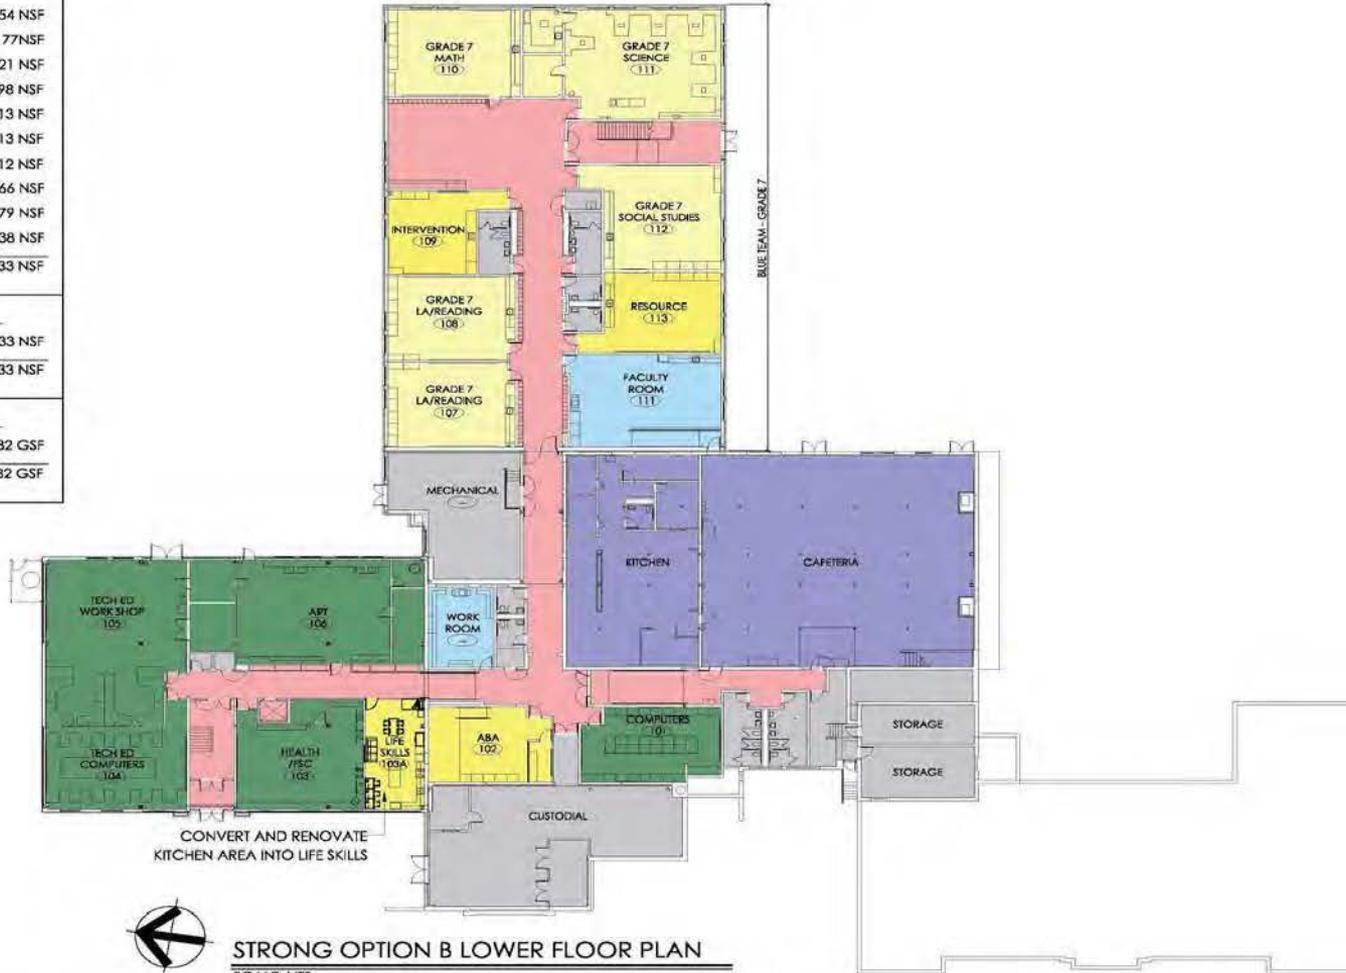 54 NSF
77NSF
21 NSF
98 NSF
13 NSF
13 NSF
12 NSF
66 NSF
79 NSF
38 NSF
33 NSF
33 NSF
33 NSF
32 GSF
32 GSF
GRADE 7
MATH
110
GRADE 7
SCIENCE
111
GRADE 7
SOCIAL STUDIES
112
INTERVENTION
109
BLUE TEAM - GRADE 7
GRADE 7
LA/READING
108
RESOURCE
113
GRADE 7
LA/READING
107
FACULTY
ROOM
111
MECHANICAL
KITCHEN
CAFETERIA
TECH ED
WORK SHOP
105
ART
106
WORK
ROOM
TECH ED
COMPUTERS
104
HEALTH
/FSC
103
LIFE
SKILLS
103A
ABA
102
COMPUTERS
101
STORAGE
STORAGE
CUSTODIAL
CONVERT AND RENOVATE
KITCHEN AREA INTO LIFE SKILLS
STRONG OPTION B LOWER FLOOR PLAN